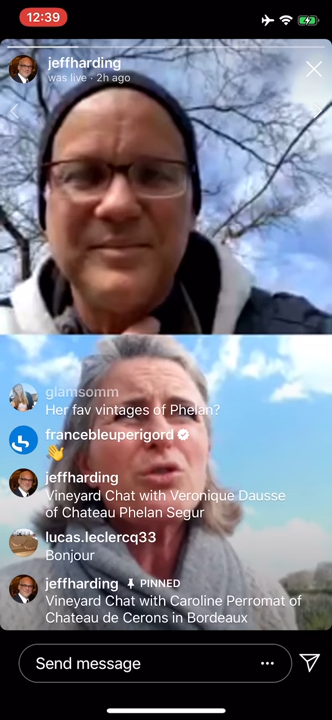 12:39
jeffharding
was live · 2h ago
glamsomm
Her fav vintages of Phelan?
francebleuperigord
👋
jeffharding
Vineyard Chat with Veronique Dausse
of Chateau Phelan Segur
lucas.leclercq33
Bonjour
jeffharding PINNED
Vineyard Chat with Caroline Perromat of
Chateau de Cerons in Bordeaux
Send message